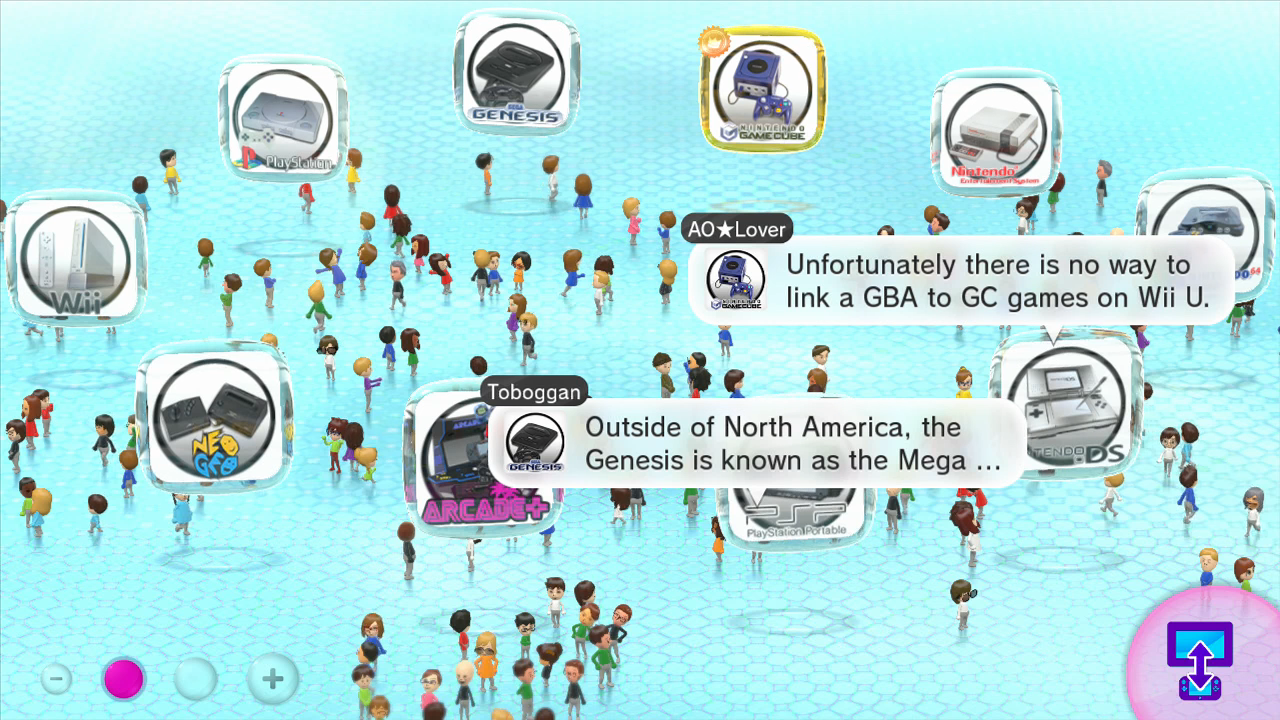 SEGA
GENESIS
NINTENDO
GAMECUBE
PlayStation
Nintendo
Entertainment System
Wii
AO★Lover
Unfortunately there is no way to
link a GBA to GC games on Wii U.
NINTENDO
GAMECUBE
64
NEO
GEO
Toboggan
Outside of North America, the
Genesis is known as the Mega ...
GENESIS
NTENDO DS
ARCADE+
PSP
PlayStation Portable